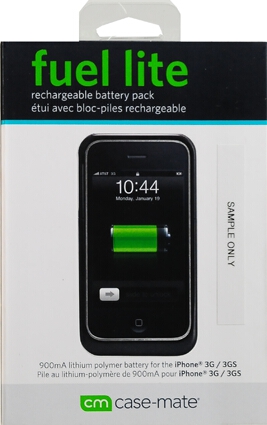 fuel lite
rechargeable battery pack
étui avec bloc-piles rechargeable
AT&T 3G
10:44
Monday, January 19
SAMPLE ONLY
900mA lithium polymer battery for the iPhone® 3G / 3GS
Pile au lithium-polymère de 900mA pour iPhone® 3G / 3GS
cm case-mate®